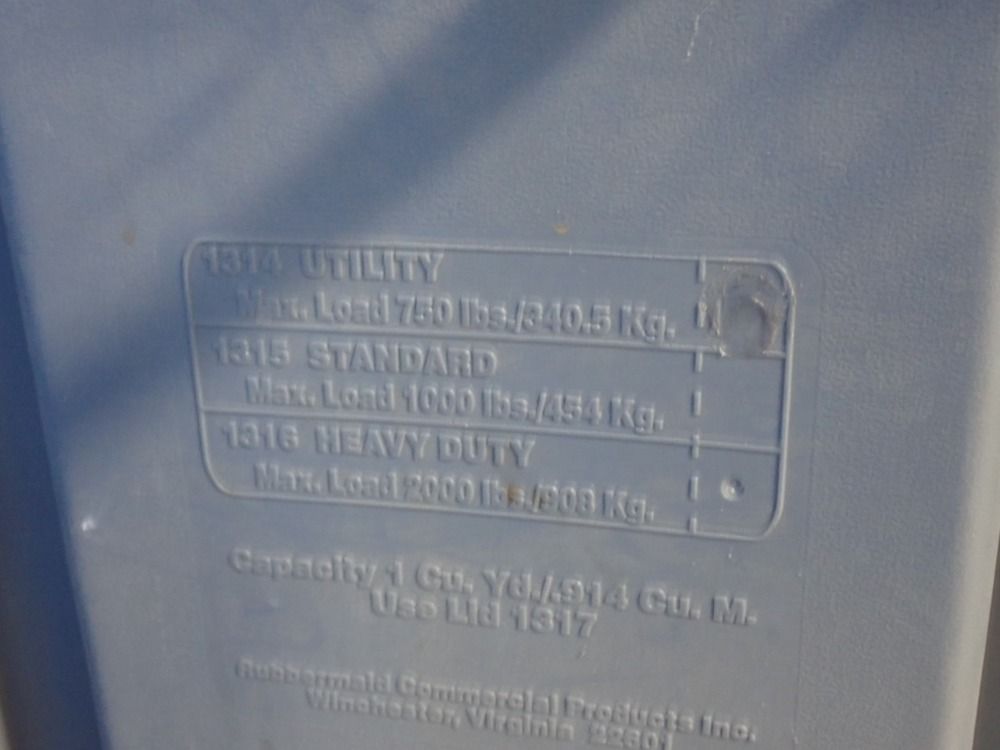 1314 UTILITY
Max. Load 750 lbs./340.5 Kg.
1315 STANDARD
Max. Load 1000 lbs./454 Kg.
1316 HEAVY DUTY
Max. Load 2000 lbs./908 Kg.
Capacity 1 Cu. Yd./.914 Cu. M.
Use Lid 1317
Rubbermaid Commercial Products Inc.
Winchester, Virginia 22601